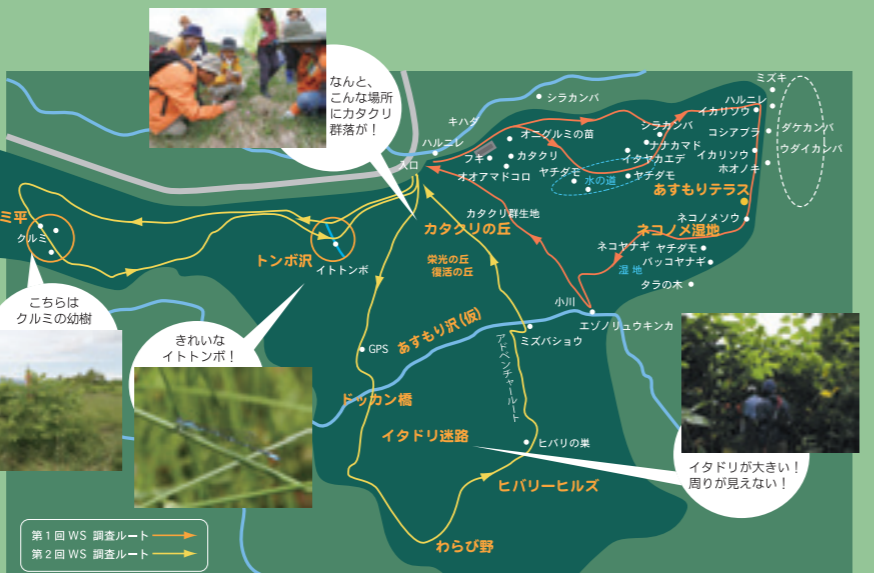 なんと、
こんな場所
にカタクリ
群落が！
ミズキ
シラカンバ
ハルニレ
イカリソウ
キハダ
オニグルミの苗
シラカンバ
コシアブラ
ダケカンバ
ハルニレ
ナナカマド
ウダイカンバ
フキ
カタクリ
イタヤカエデ
イカリソウ
入口
オオアマドコロ
ヤチダモ
ヤチダモ
ホオノキ
水の道
あすもりテラス
カタクリ群生地
ネコノメソウ
カタクリの丘
ネコノメ湿地
ミ平
クルミ
トンボ沢
イトトンボ
栄光の丘
復活の丘
ネコヤナギ
ヤチダモ
湿 地
バッコヤナギ
タラの木
こちらは
クルミの幼樹
小川
エゾノリュウキンカ
きれいな
イトトンボ！
あすもり沢（仮）
ミズバショウ
GPS
アドベンチャールート
ドッカン橋
イタドリ迷路
ヒバリの巣
イタドリが大きい！
周りが見えない！
ヒバリーヒルズ
わらび野
第１回 WS 調査ルート
第２回 WS 調査ルート